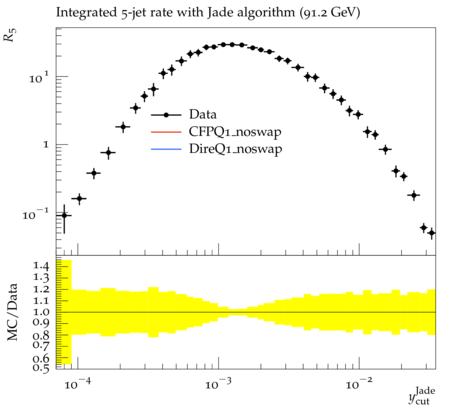 Integrated 5-jet rate with Jade algorithm (91.2 GeV)
R5
10^1
1
10^−1
Data
CFPQ1_noswap
DireQ1_noswap
MC/Data
1.4
1.3
1.2
1.1
1.0
0.9
0.8
0.7
0.6
0.5
10^−4
10^−3
10^−2
y_cut^Jade